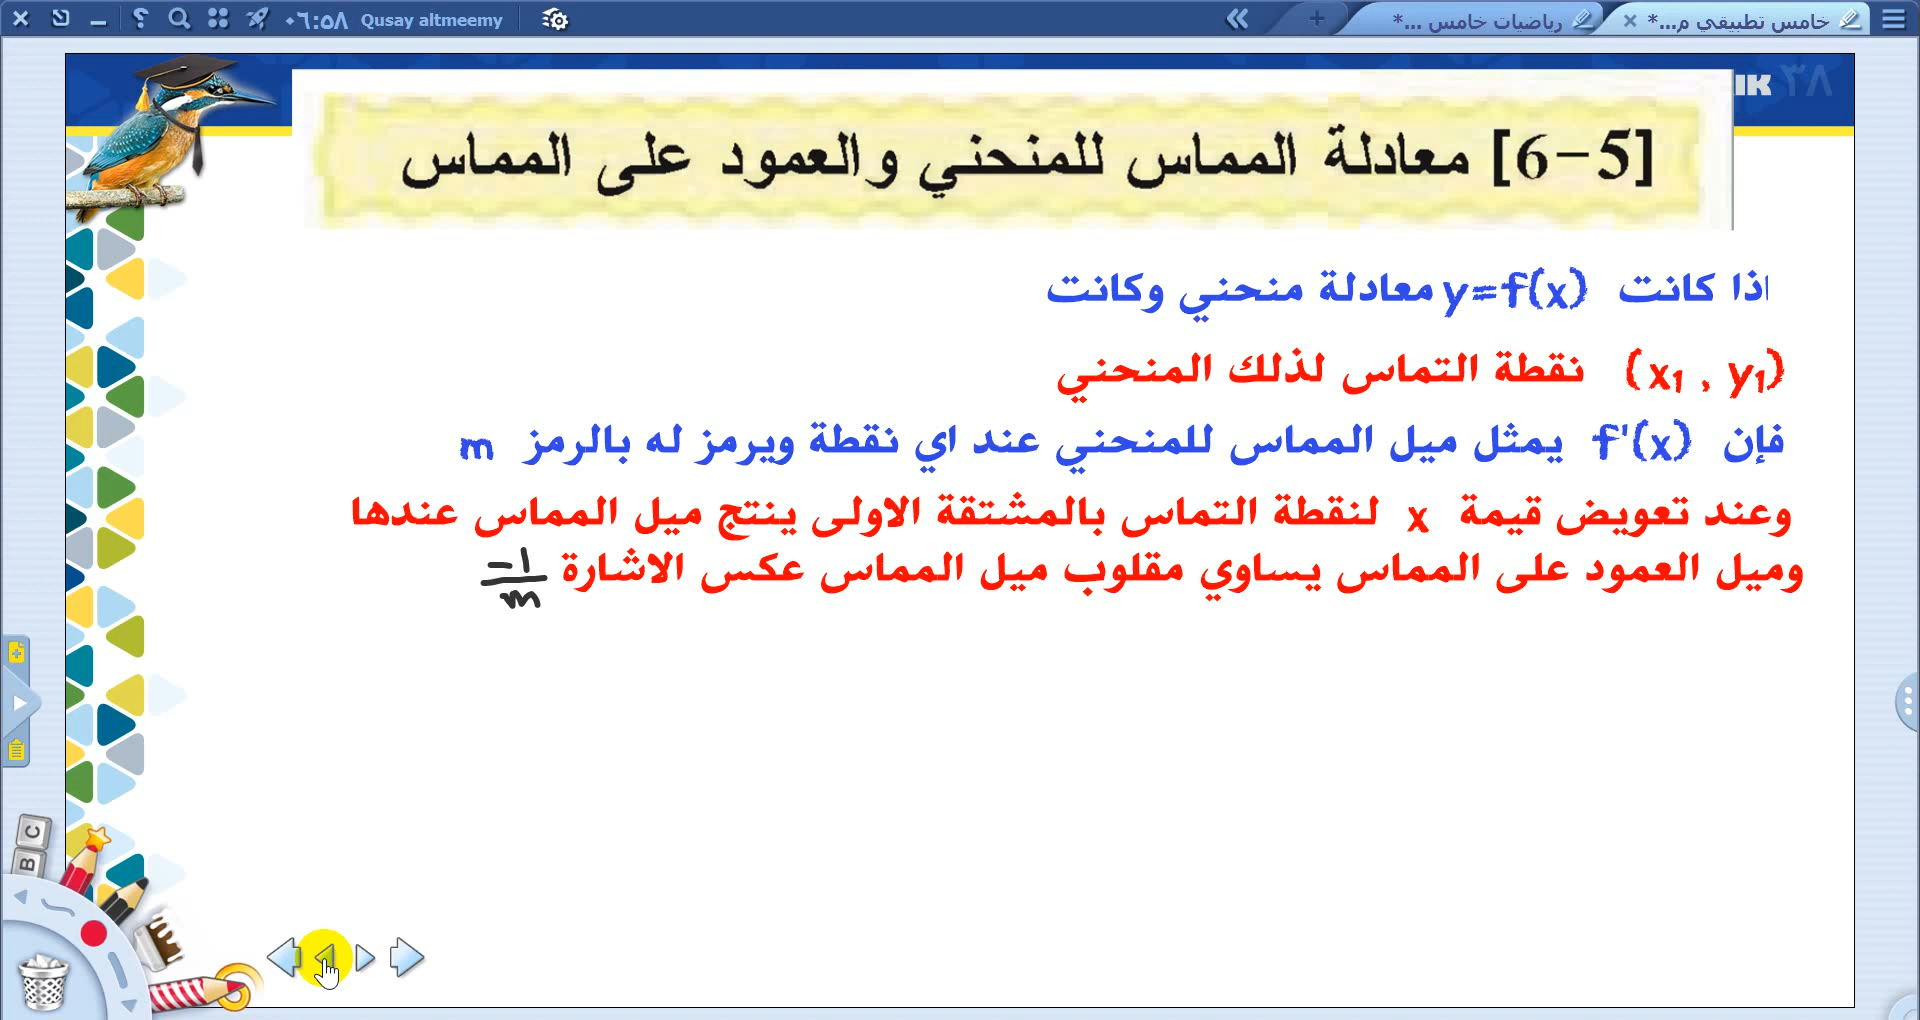 ٠٦:٥٨ Qusay altmeemy
رياضيات خامس ...*
خامس تطبيقي م...*
IK ٣٨
[6-5] معادلة المماس للمنحني والعمود على المماس
اذا كانت y=f(x) معادلة منحني وكانت
(x1 , y1) نقطة التماس لذلك المنحني
فإن f'(x) يمثل ميل المماس للمنحني عند اي نقطة ويرمز له بالرمز m
وعند تعويض قيمة x لنقطة التماس بالمشتقة الاولى ينتج ميل المماس عندها
وميل العمود على المماس يساوي مقلوب ميل المماس عكس الاشارة -1/m
C
B